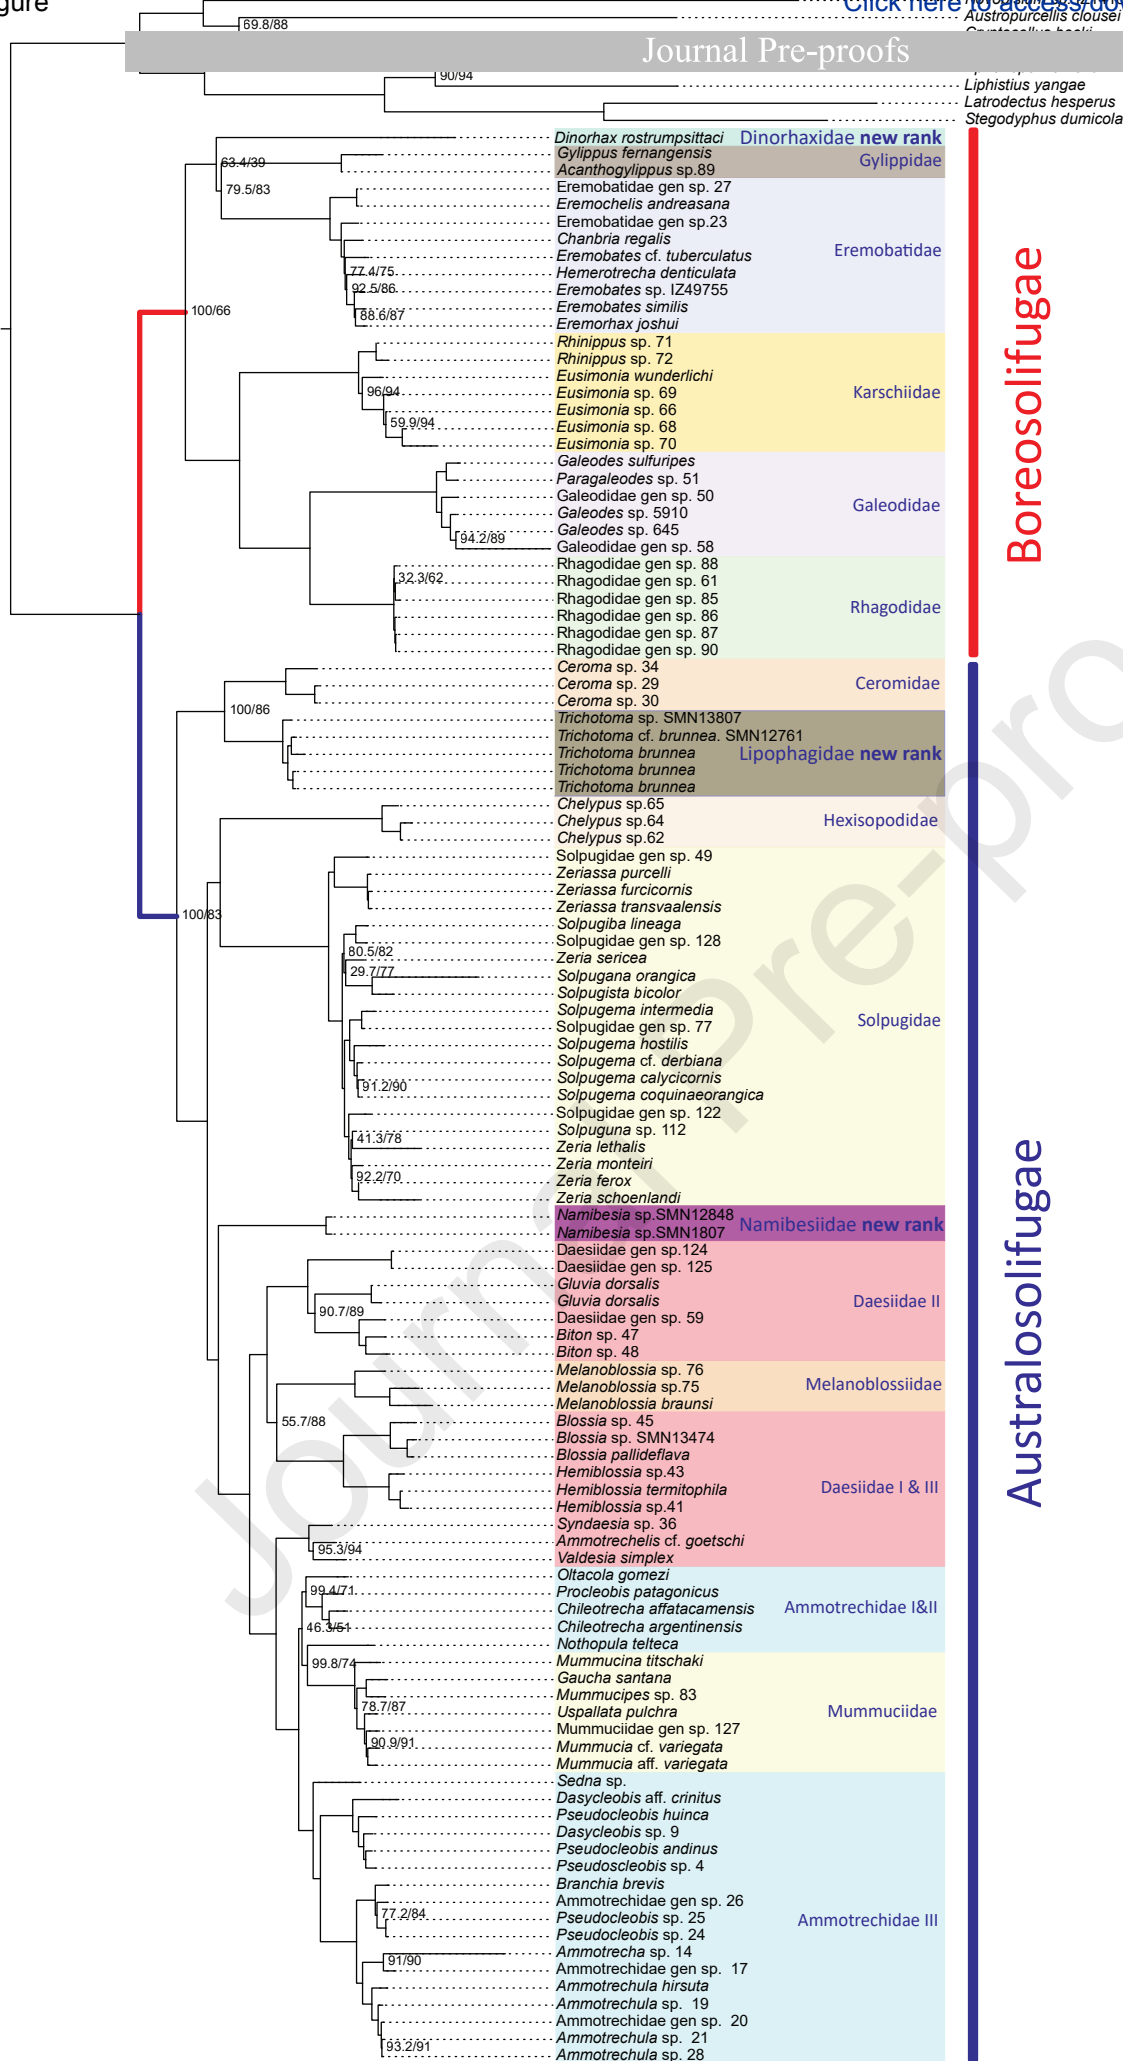 gure
Click here to access/dow
69.8/88
Austropurcellis clousei
Journal Pre-proofs
90/94
Liphistius yangae
Latrodectus hesperus
Stegodyphus dumicola
Dinorhax rostrumpsittaci Dinorhaxidae new rank
63.4/39
Gylippus fernangensis
Acanthogylippus sp.89
Gylippidae
79.5/83
Eremobatidae gen sp. 27
Eremochelis andreasana
Eremobatidae gen sp.23
Chanbria regalis
Eremobates cf. tuberculatus
Eremobatidae
77.4/75
Hemerotrecha denticulata
92.5/86
Eremobates sp. IZ49755
Eremobates similis
88.6/87
Eremorhax joshui
100/66
Rhinippus sp. 71
Rhinippus sp. 72
Eusimonia wunderlichi
96/94
Eusimonia sp. 69
Karschiidae
Eusimonia sp. 66
59.9/94
Eusimonia sp. 68
Eusimonia sp. 70
Boreosolifugae
Galeodes sulfuripes
Paragaleodes sp. 51
Galeodidae gen sp. 50
Galeodidae
Galeodes sp. 5910
Galeodes sp. 645
94.2/89
Galeodidae gen sp. 58
Rhagodidae gen sp. 88
32.3/62
Rhagodidae gen sp. 61
Rhagodidae gen sp. 85
Rhagodidae
Rhagodidae gen sp. 86
Rhagodidae gen sp. 87
Rhagodidae gen sp. 90
Ceroma sp. 34
Ceroma sp. 29
Ceromidae
Ceroma sp. 30
100/86
Trichotoma sp. SMN13807
Trichotoma cf. brunnea. SMN12761
Trichotoma brunnea
Lipophagidae new rank
Trichotoma brunnea
Trichotoma brunnea
Chelypus sp.65
Chelypus sp.64
Hexisopodidae
Chelypus sp.62
Solpugidae gen sp. 49
Zeriassa purcelli
Zeriassa furcicornis
Zeriassa transvaalensis
100/83
Solpugiba lineaga
Solpugidae gen sp. 128
80.5/82
Zeria sericea
29.7/77
Solpugana orangica
Solpugista bicolor
Solpugema intermedia
Solpugidae
Solpugidae gen sp. 77
Solpugema hostilis
Solpugema cf. derbiana
Solpugema calycicornis
91.2/90
Solpugema coquinaeorangica
Solpugidae gen sp. 122
Solpuguna sp. 112
41.3/78
Zeria lethalis
Zeria monteiri
92.2/70
Zeria ferox
Zeria schoenlandi
Namibesia sp.SMN12848
Namibesiidae new rank
Namibesia sp.SMN1807
Daesiidae gen sp.124
Daesiidae gen sp. 125
Gluvia dorsalis
Gluvia dorsalis
Daesiidae II
90.7/89
Daesiidae gen sp. 59
Biton sp. 47
Biton sp. 48
Australosolifugae
Melanoblossia sp. 76
Melanoblossia sp.75
Melanoblossiidae
Melanoblossia braunsi
55.7/88
Blossia sp. 45
Blossia sp. SMN13474
Blossia pallideflava
Hemiblossia sp.43
Daesiidae I & III
Hemiblossia termitophila
Hemiblossia sp.41
Syndaesia sp. 36
Ammotrechelis cf. goetschi
95.3/94
Valdesia simplex
Oltacola gomezi
99.4/71
Procleobis patagonicus
Chileotrecha affatacamensis
Ammotrechidae I&II
46.3/51
Chileotrecha argentinensis
Nothopula telteca
99.8/74
Mummucina titschaki
Gaucha santana
Mummucipes sp. 83
78.7/87
Uspallata pulchra
Mummuciidae
Mummuciidae gen sp. 127
90.9/91
Mummucia cf. variegata
Mummucia aff. variegata
Sedna sp.
Dasycleobis aff. crinitus
Pseudocleobis huinca
Dasycleobis sp. 9
Pseudocleobis andinus
Pseudoscleobis sp. 4
Branchia brevis
Ammotrechidae gen sp. 26
77.2/84
Pseudocleobis sp. 25
Ammotrechidae III
Pseudocleobis sp. 24
Ammotrecha sp. 14
91/90
Ammotrechidae gen sp. 17
Ammotrechula hirsuta
Ammotrechula sp. 19
Ammotrechidae gen sp. 20
Ammotrechula sp. 21
93.2/91
Ammotrechula sp. 28
Journal Pre-pro